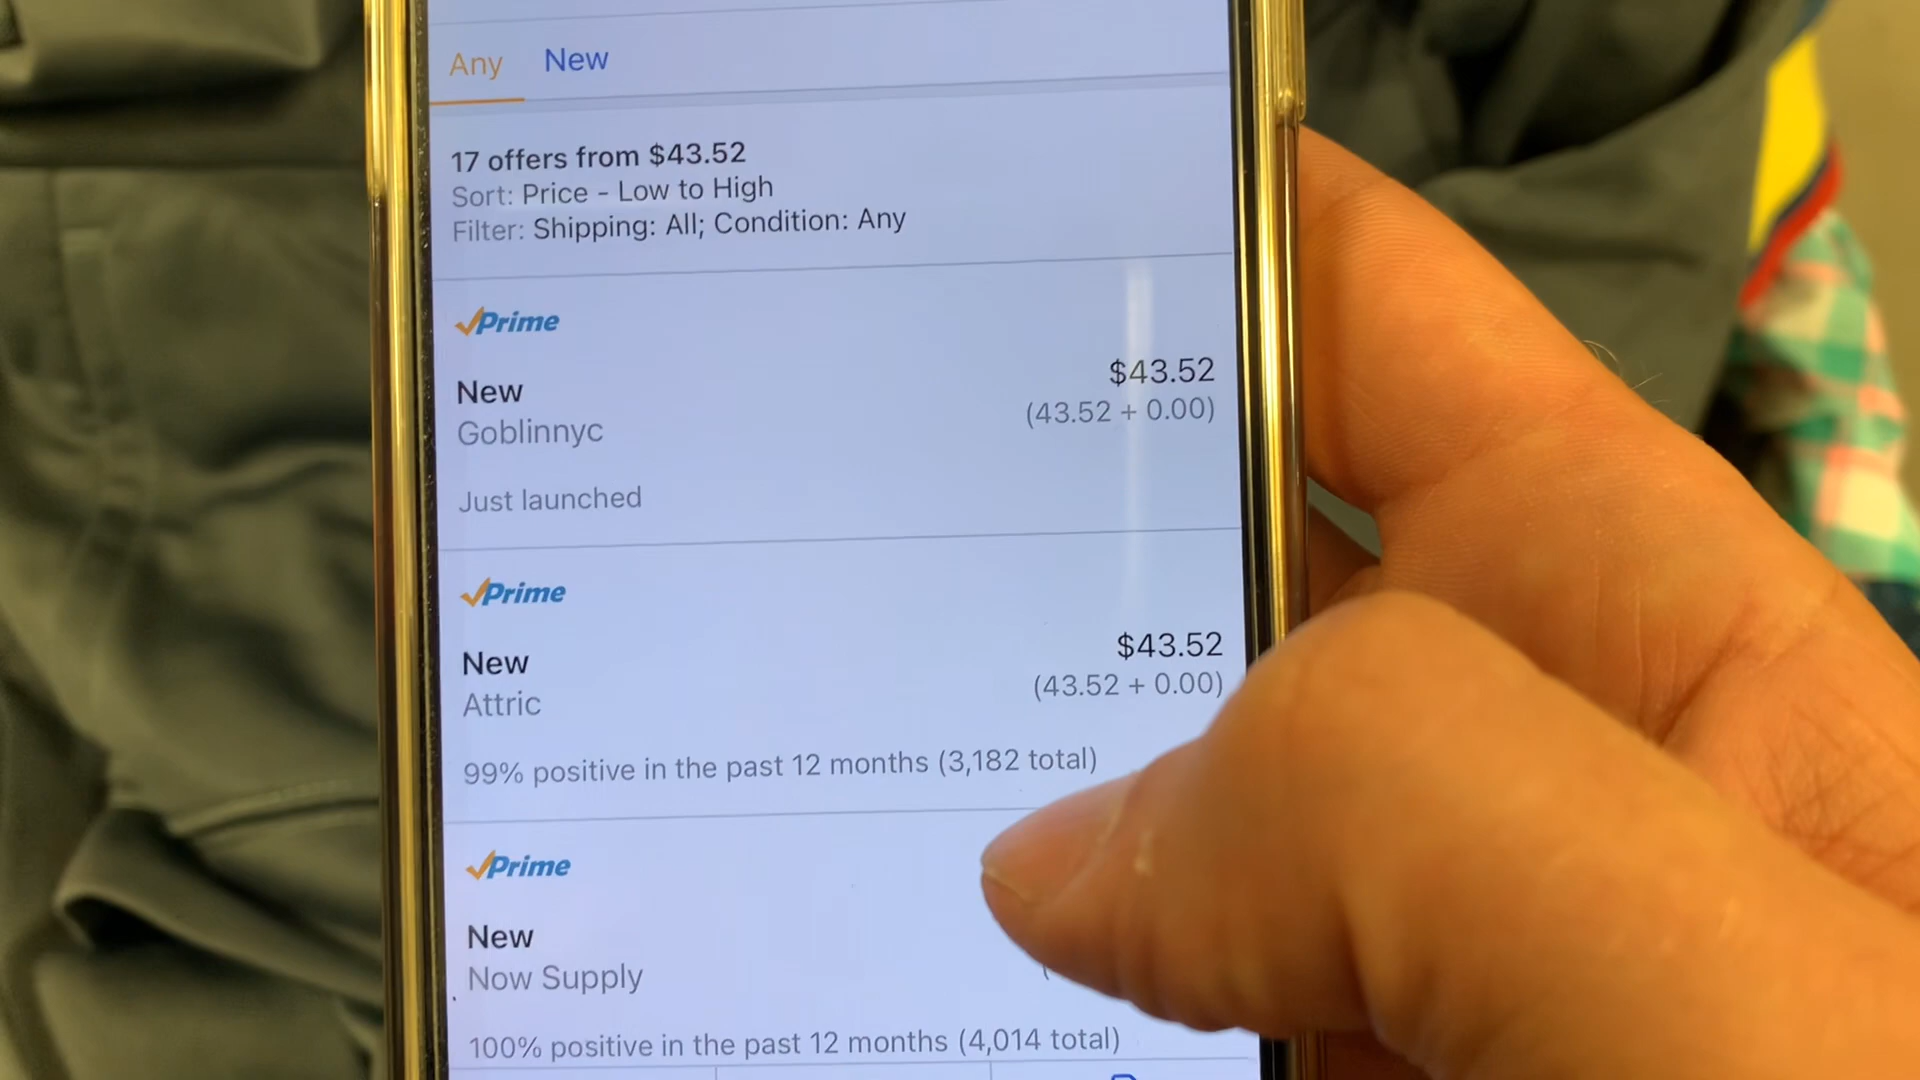 Any New
17 offers from $43.52
Sort: Price - Low to High
Filter: Shipping: All; Condition: Any
Prime
$43.52
New
(43.52 + 0.00)
Goblinnyc
Just launched
Prime
$43.52
New
(43.52 + 0.00)
Attric
99% positive in the past 12 months (3,182 total)
Prime
New
Now Supply
100% positive in the past 12 months (4,014 total)